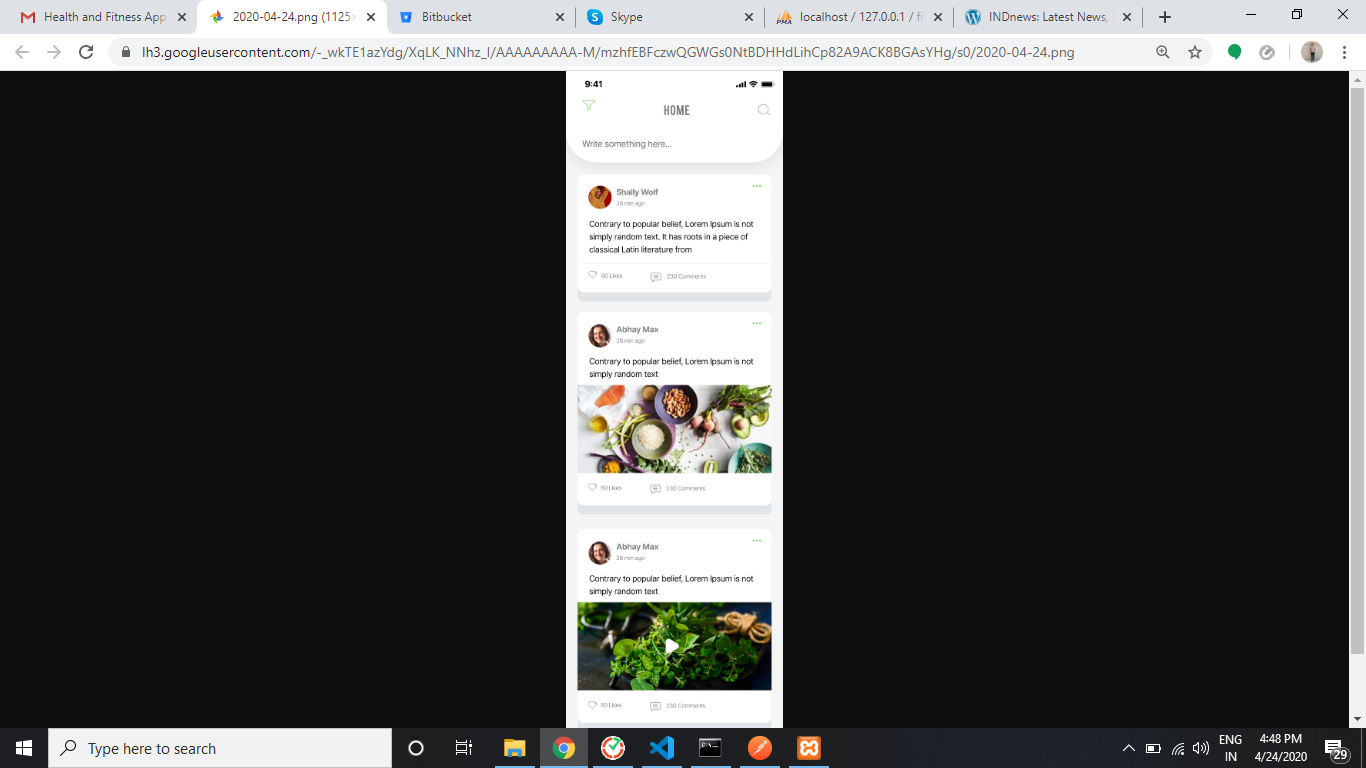 Health and Fitness App
2020-04-24.png (1125×
Bitbucket
Skype
localhost / 127.0.0.1 / fi
INDnews: Latest News,
lh3.googleusercontent.com/-_wkTE1azYdg/XqLK_NNhz_I/AAAAAAAAA-M/mzhfEBFczwQGWGs0NtBDHHdLihCp82A9ACK8BGAsYHg/s0/2020-04-24.png
9:41
HOME
Write something here...
Shally Wolf
26 min ago
Contrary to popular belief, Lorem Ipsum is not
simply random text. It has roots in a piece of
classical Latin literature from
60 Likes
230 Comments
Abhay Max
26 min ago
Contrary to popular belief, Lorem Ipsum is not
simply random text
60 Likes
230 Comments
Abhay Max
26 min ago
Contrary to popular belief, Lorem Ipsum is not
simply random text
60 Likes
230 Comments
Type here to search
ENG
IN
4:48 PM
4/24/2020
29